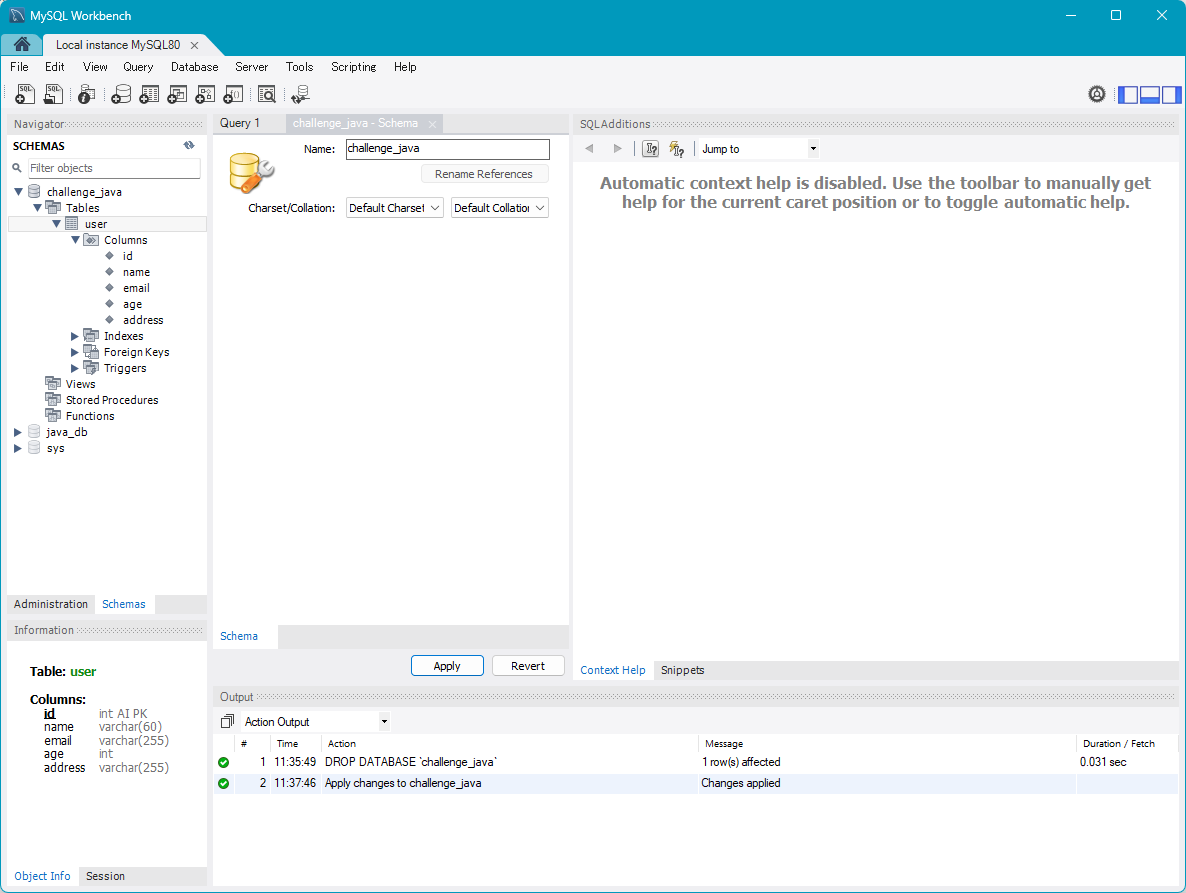 MySQL Workbench
Local instance MySQL80
File Edit View Query Database Server Tools Scripting Help
Navigator
SCHEMAS
Filter objects
challenge_java
Tables
user
Columns
id
name
email
age
address
Indexes
Foreign Keys
Triggers
Views
Stored Procedures
Functions
java_db
sys
Administration Schemas
Information
Table: user
Columns:
id int AI PK
name varchar(60)
email varchar(255)
age int
address varchar(255)
Object Info Session
Query 1 challenge_java - Schema
Name: challenge_java
Rename References
Charset/Collation: Default Charset Default Collation
Schema
Apply Revert
SQLAdditions
Jump to
Automatic context help is disabled. Use the toolbar to manually get
help for the current caret position or to toggle automatic help.
Context Help Snippets
Output
Action Output
# Time Action Message Duration / Fetch
1 11:35:49 DROP DATABASE `challenge_java` 1 row(s) affected 0.031 sec
2 11:37:46 Apply changes to challenge_java Changes applied